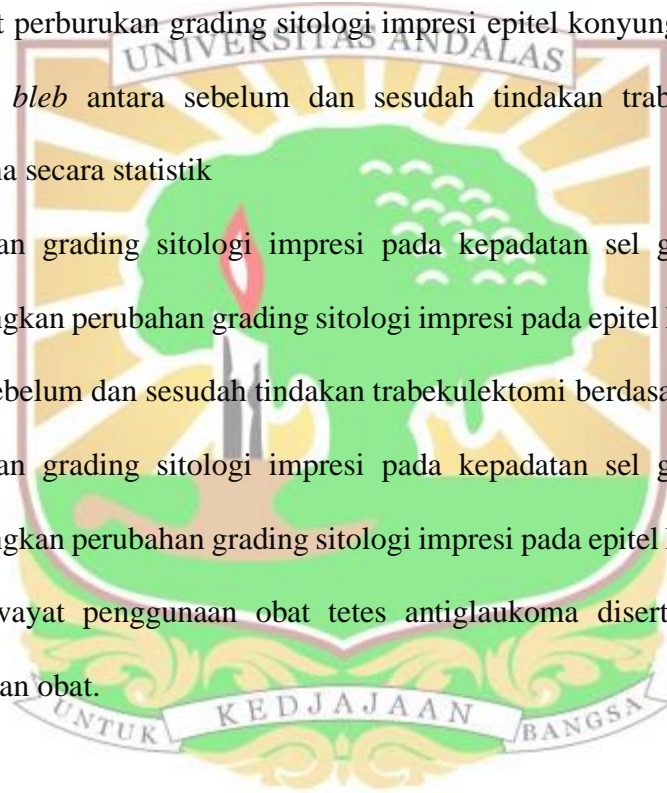 t perburukan grading sitologi impresi epitel konyung
UNIVERSITAS ANDALAS
bleb antara sebelum dan sesudah tindakan trab
a secara statistik
an grading sitologi impresi pada kepadatan sel g
gkan perubahan grading sitologi impresi pada epitel
ebelum dan sesudah tindakan trabekulektomi berdasa
an grading sitologi impresi pada kepadatan sel g
gkan perubahan grading sitologi impresi pada epitel
wayat penggunaan obat tetes antiglaukoma disert
an obat.
UNTUK KEDJAJAAN BANGSA